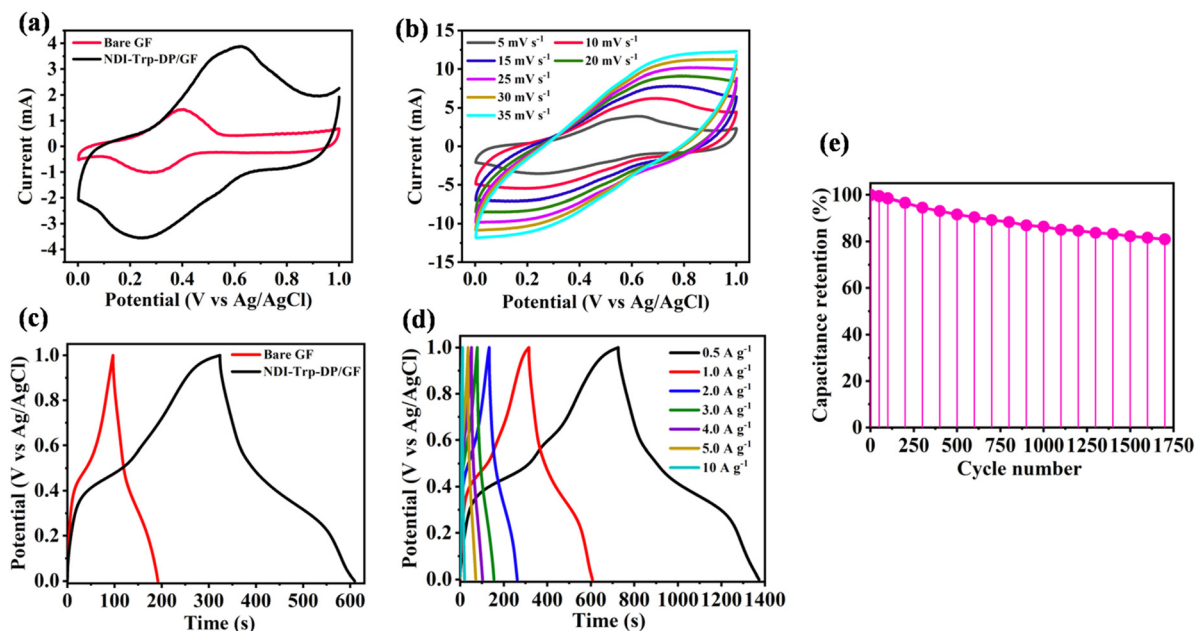 (a)
Bare GF
NDI-Trp-DP/GF
4
3
2
1
0
-1
-2
-3
-4
Current (mA)
0.0 0.2 0.4 0.6 0.8 1.0
Potential (V vs Ag/AgCl)
(b)
5 mV s⁻¹ 10 mV s⁻¹
15 mV s⁻¹ 20 mV s⁻¹
25 mV s⁻¹
30 mV s⁻¹
35 mV s⁻¹
15
10
5
0
-5
-10
-15
Current (mA)
0.0 0.2 0.4 0.6 0.8 1.0
Potential (V vs Ag/AgCl)
(c)
Bare GF
NDI-Trp-DP/GF
1.0
0.8
0.6
0.4
0.2
0.0
Potential (V vs Ag/AgCl)
0 100 200 300 400 500 600
Time (s)
(d)
0.5 A g⁻¹
1.0 A g⁻¹
2.0 A g⁻¹
3.0 A g⁻¹
4.0 A g⁻¹
5.0 A g⁻¹
10 A g⁻¹
1.0
0.8
0.6
0.4
0.2
0.0
Potential (V vs Ag/AgCl)
0 200 400 600 800 1000 1200 1400
Time (s)
(e)
100
80
60
40
20
0
Capacitance retention (%)
0 250 500 750 1000 1250 1500 1750
Cycle number